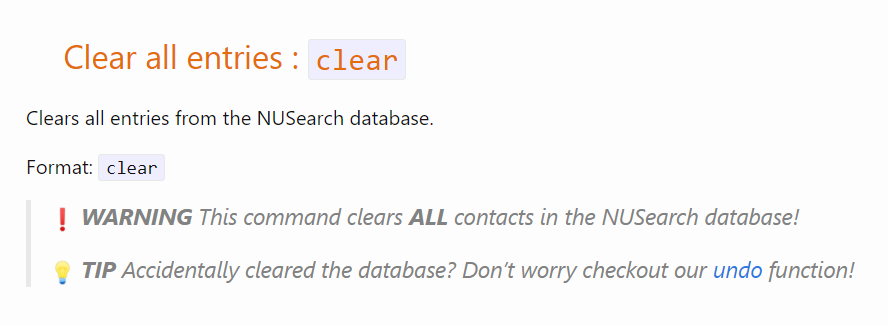 Clear all entries : clear
Clears all entries from the NUSearch database.
Format: clear
❗ WARNING This command clears ALL contacts in the NUSearch database!
💡 TIP Accidentally cleared the database? Don't worry checkout our undo function!